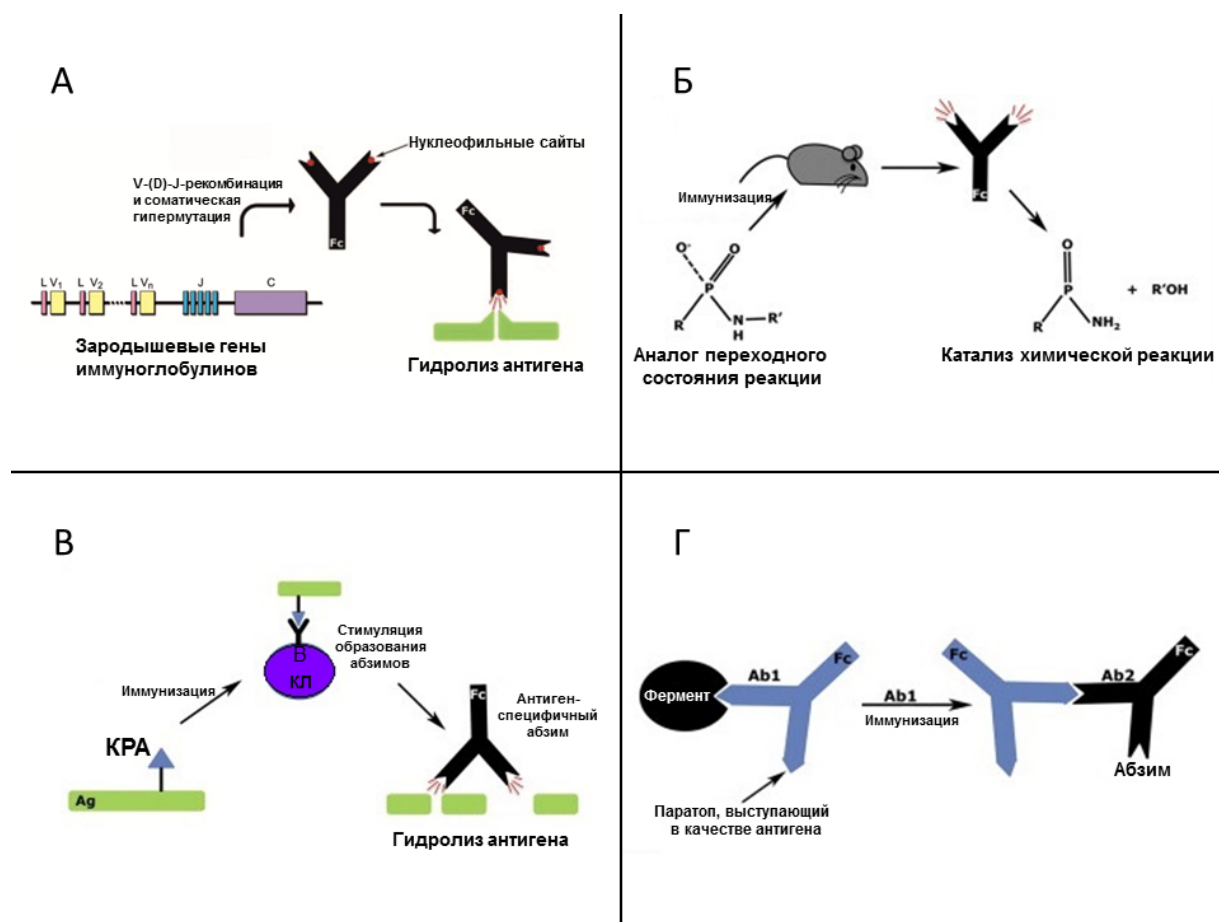 А
Нуклеофильные сайты
V-(D)-J-рекомбинация
и соматическая
гипермутация
Fc
Fc
L V1 L V2 L Vn J C
Зародышевые гены
иммуноглобулинов
Гидролиз антигена
Б
Иммунизация
Fc
O- O
P
R N R'
H
Аналог переходного
состояния реакции
O
P + R'OH
R NH2
Катализ химической реакции
В
Стимуляция
образования
абзимов
В
КЛ
Иммунизация
КРА
Ag
Fc
Антиген-
специфичный
абзим
Гидролиз антигена
Г
Фермент
Ab1
Fc
Ab1
Иммунизация
Fc
Ab2
Fc
Абзим
Паратоп, выступающий
в качестве антигена